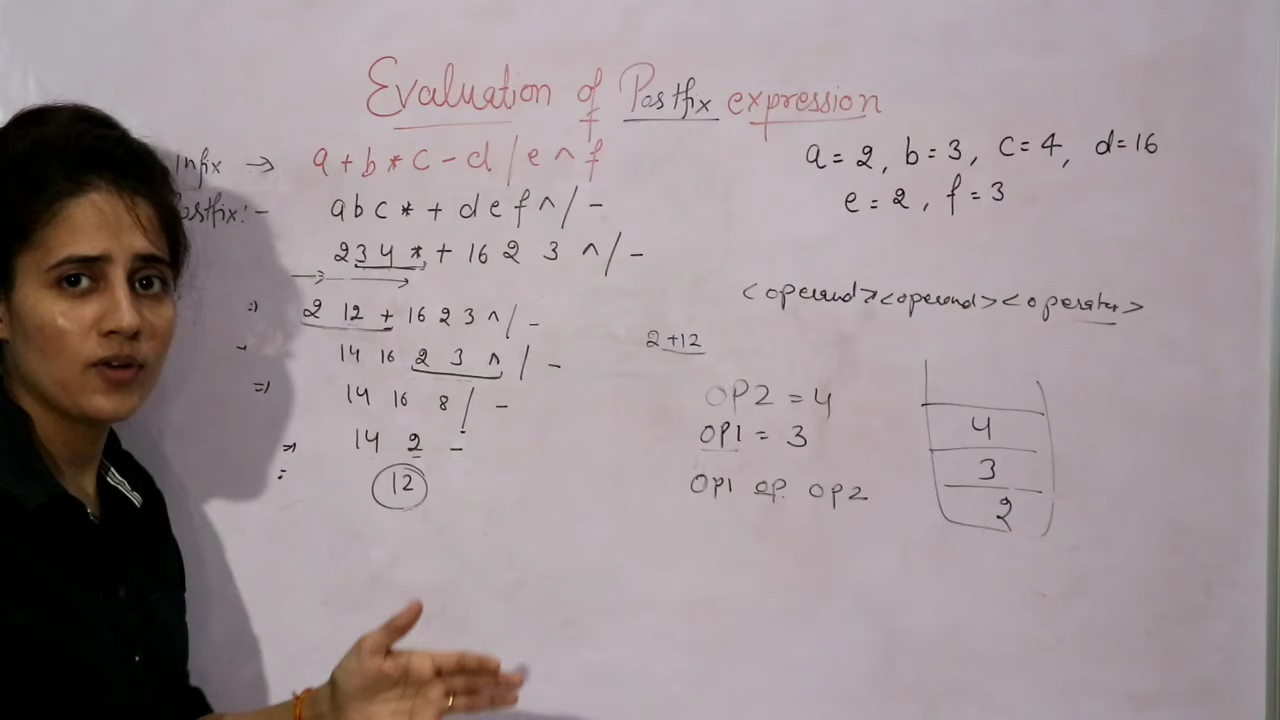 Evaluation of Postfix expression
Infix → a + b * c - d / e ^ f
Postfix:- a b c * + d e f ^ / -
2 3 4 * + 16 2 3 ^ / -
⇒ 2 12 + 16 2 3 ^ / -
14 16 2 3 ^ / -
⇒ 14 16 8 / -
⇒ 14 2 -
= 12
a = 2, b = 3, c = 4, d = 16
e = 2, f = 3
<operand><operand><operator>
2 + 12
OP2 = 4
OP1 = 3
OP1 op OP2
4
3
2